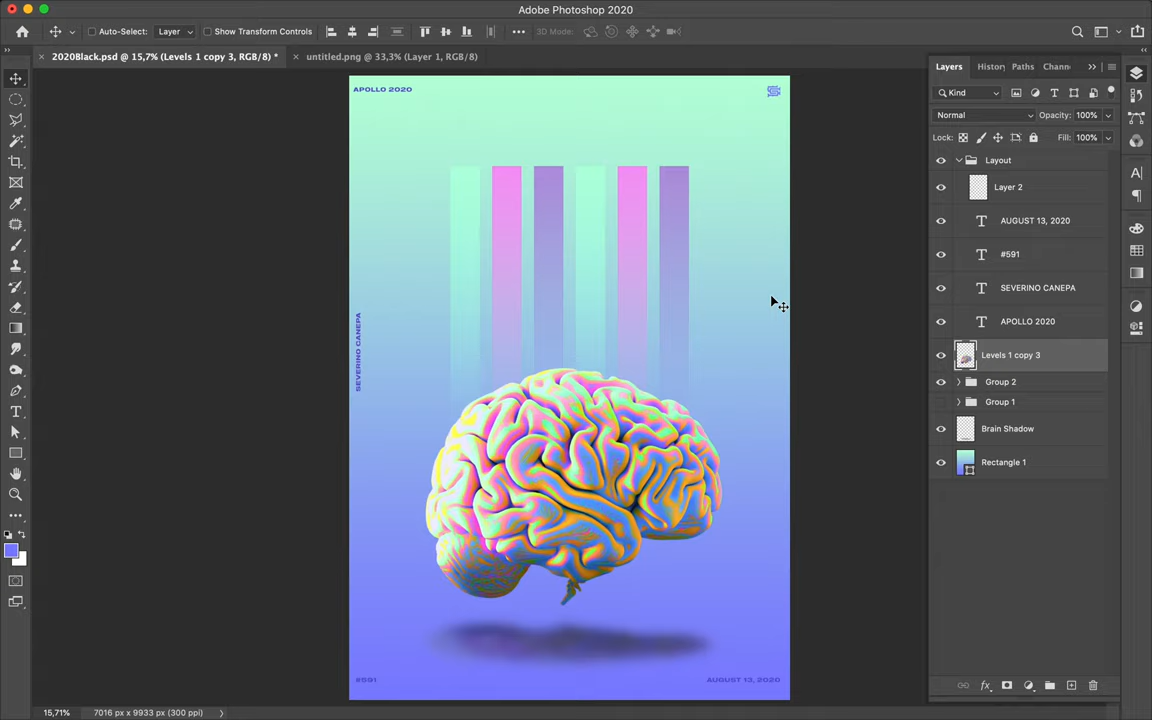 Adobe Photoshop 2020
Auto-Select: Layer Show Transform Controls 3D Mode:
2020Black.psd @ 15,7% (Levels 1 copy 3, RGB/8) *
untitled.png @ 33,3% (Layer 1, RGB/8)
APOLLO 2020
SEVERINO CANEPA
#591
AUGUST 13, 2020
Layers Histor Paths Chann
Kind
Normal Opacity: 100%
Lock: Fill: 100%
Layout
Layer 2
T AUGUST 13, 2020
T #591
T SEVERINO CANEPA
T APOLLO 2020
Levels 1 copy 3
Group 2
Group 1
Brain Shadow
Rectangle 1
15,71% 7016 px x 9933 px (300 ppi)